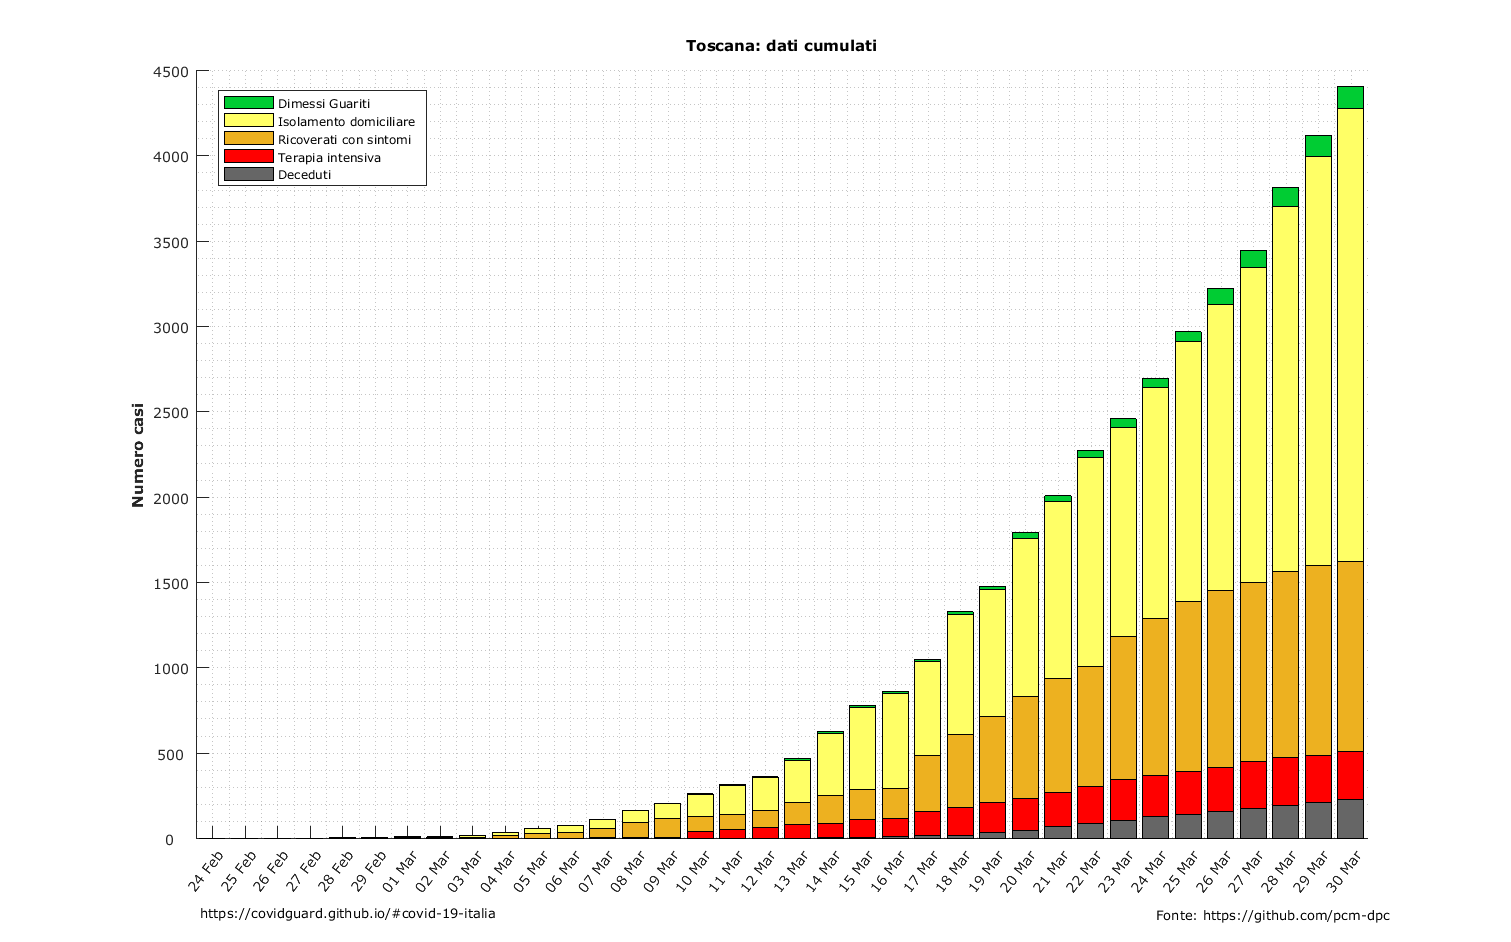 Toscana: dati cumulati
4500
4000
3500
3000
2500
2000
1500
1000
500
0
Numero casi
Dimessi Guariti
Isolamento domiciliare
Ricoverati con sintomi
Terapia intensiva
Deceduti
24 Feb
25 Feb
26 Feb
27 Feb
28 Feb
29 Feb
01 Mar
02 Mar
03 Mar
04 Mar
05 Mar
06 Mar
07 Mar
08 Mar
09 Mar
10 Mar
11 Mar
12 Mar
13 Mar
14 Mar
15 Mar
16 Mar
17 Mar
18 Mar
19 Mar
20 Mar
21 Mar
22 Mar
23 Mar
24 Mar
25 Mar
26 Mar
27 Mar
28 Mar
29 Mar
30 Mar
https://covidguard.github.io/#covid-19-italia
Fonte: https://github.com/pcm-dpc